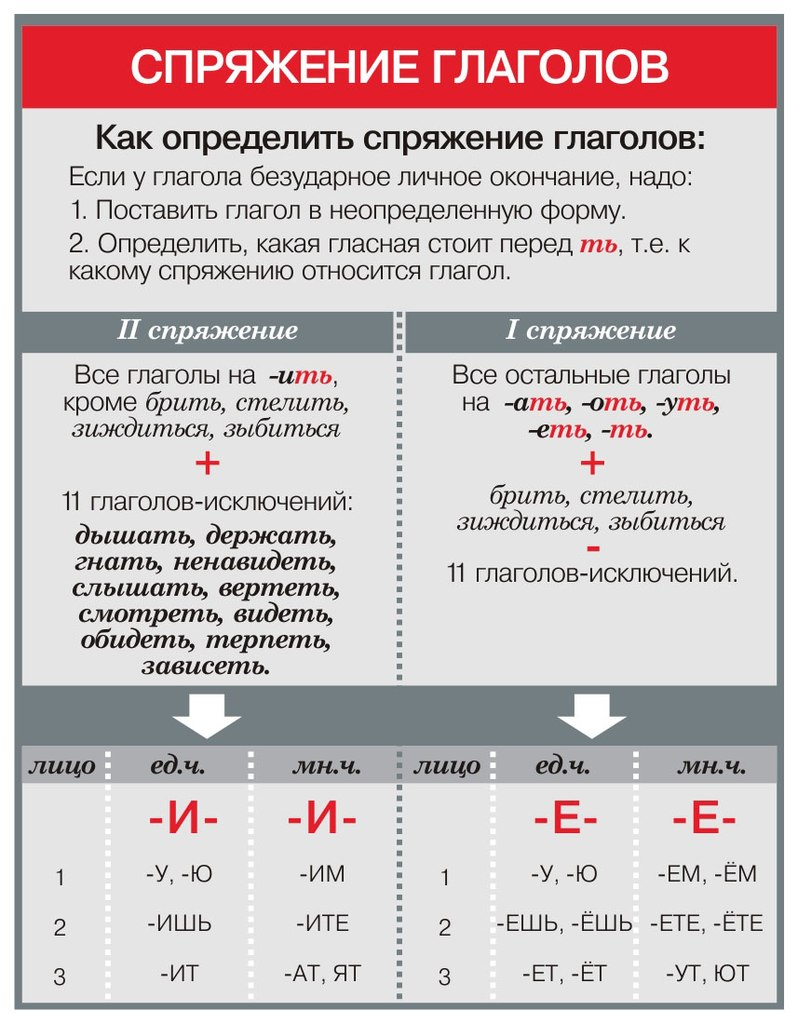 СПРЯЖЕНИЕ ГЛАГОЛОВ
Как определить спряжение глаголов:
Если у глагола безударное личное окончание, надо:
1. Поставить глагол в неопределенную форму.
2. Определить, какая гласная стоит перед ть, т.е. к
какому спряжению относится глагол.
II спряжение
Все глаголы на -ить,
кроме брить, стелить,
зиждиться, зыбиться
+
11 глаголов-исключений:
дышать, держать,
гнать, ненавидеть,
слышать, вертеть,
смотреть, видеть,
обидеть, терпеть,
зависеть.
I спряжение
Все остальные глаголы
на -ать, -оть, -уть,
-еть, -ть.
+
брить, стелить,
зиждиться, зыбиться
-
11 глаголов-исключений.
лицо ед.ч. мн.ч. лицо ед.ч. мн.ч.
-И- -И- -Е- -Е-
1 -У, -Ю -ИМ 1 -У, -Ю -ЕМ, -ЁМ
2 -ИШЬ -ИТЕ 2 -ЕШЬ, -ЁШЬ -ЕТЕ, -ЁТЕ
3 -ИТ -АТ, ЯТ 3 -ЕТ, -ЁТ -УТ, ЮТ